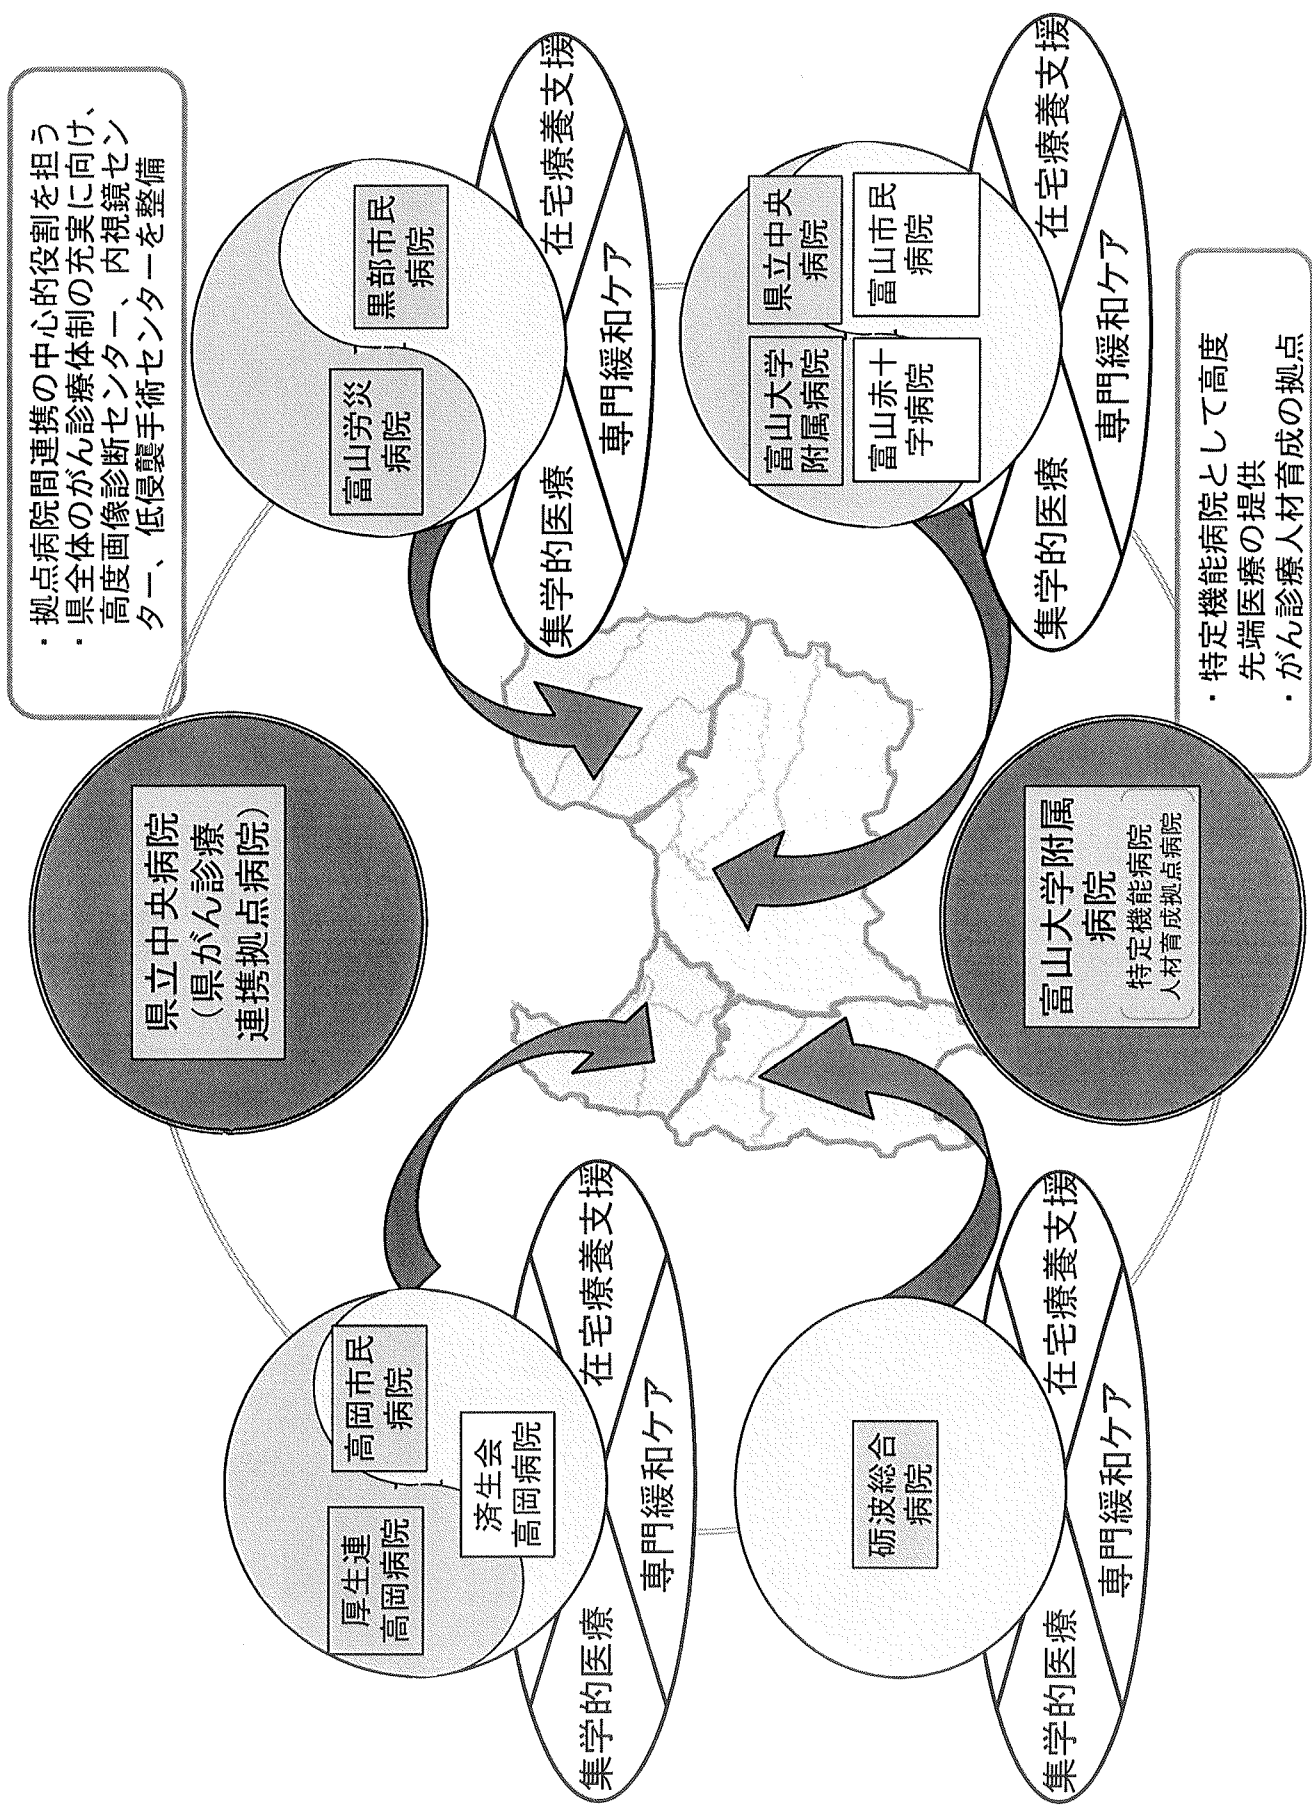 県立中央病院
（県がん診療
連携拠点病院）
・拠点病院間連携の中心的役割を担う
・県全体のがん診療体制の充実に向け、
高度画像診断センター、内視鏡セン
ター、低侵襲手術センターを整備
厚生連
高岡病院
高岡市民
病院
済生会
高岡病院
集学的医療
専門緩和ケア
在宅療養支援
富山労災
病院
黒部市民
病院
集学的医療
専門緩和ケア
在宅療養支援
砺波総合
病院
集学的医療
専門緩和ケア
在宅療養支援
富山大学
附属病院
県立中央
病院
富山赤十
字病院
富山市民
病院
集学的医療
専門緩和ケア
在宅療養支援
富山大学附属
病院
特定機能病院
人材育成拠点病院
・特定機能病院として高度
先端医療の提供
・がん診療人材育成の拠点